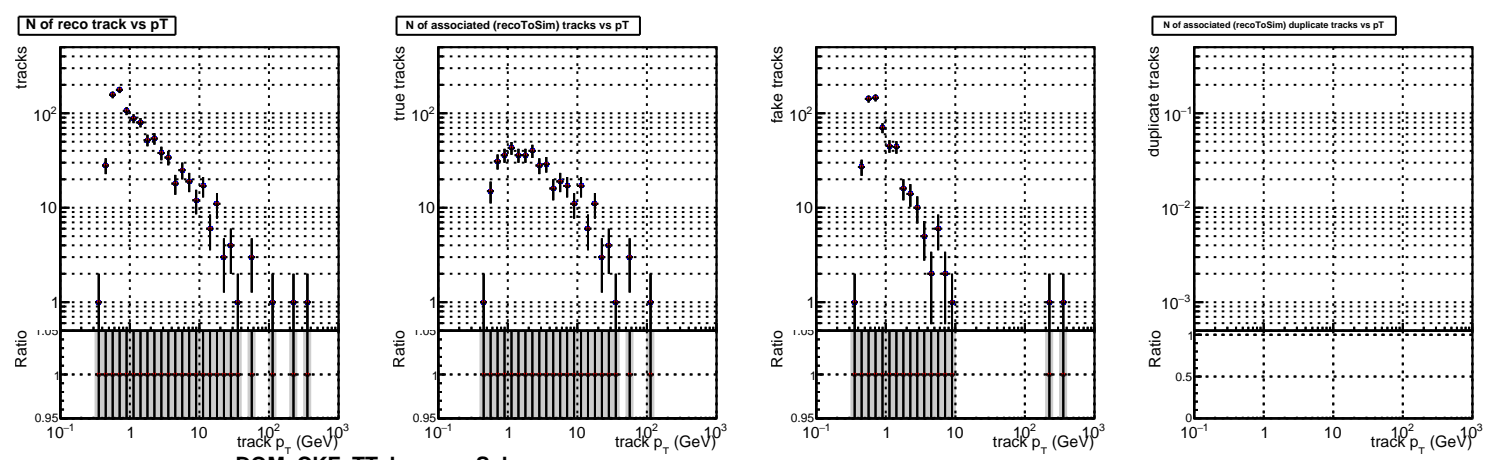 N of reco track vs pT
tracks
10²
10
1
1.05
Ratio
1
0.95
10⁻¹ 1 10 10² 10³
track p_T (GeV)
N of associated (recoToSim) tracks vs pT
true tracks
10²
10
1
Ratio
1
0.95
10⁻¹ 1 10 10² 10³
track p_T (GeV)
fake tracks
10²
10
1
1.05
Ratio
1
0.95
10⁻¹ 1 10 10² 10³
track p_T (GeV)
N of associated (recoToSim) duplicate tracks vs pT
duplicate tracks
10⁻¹
10⁻²
10⁻³
Ratio
1
0.5
0
10⁻¹ 1 10 10² 10³
track p_T (GeV)